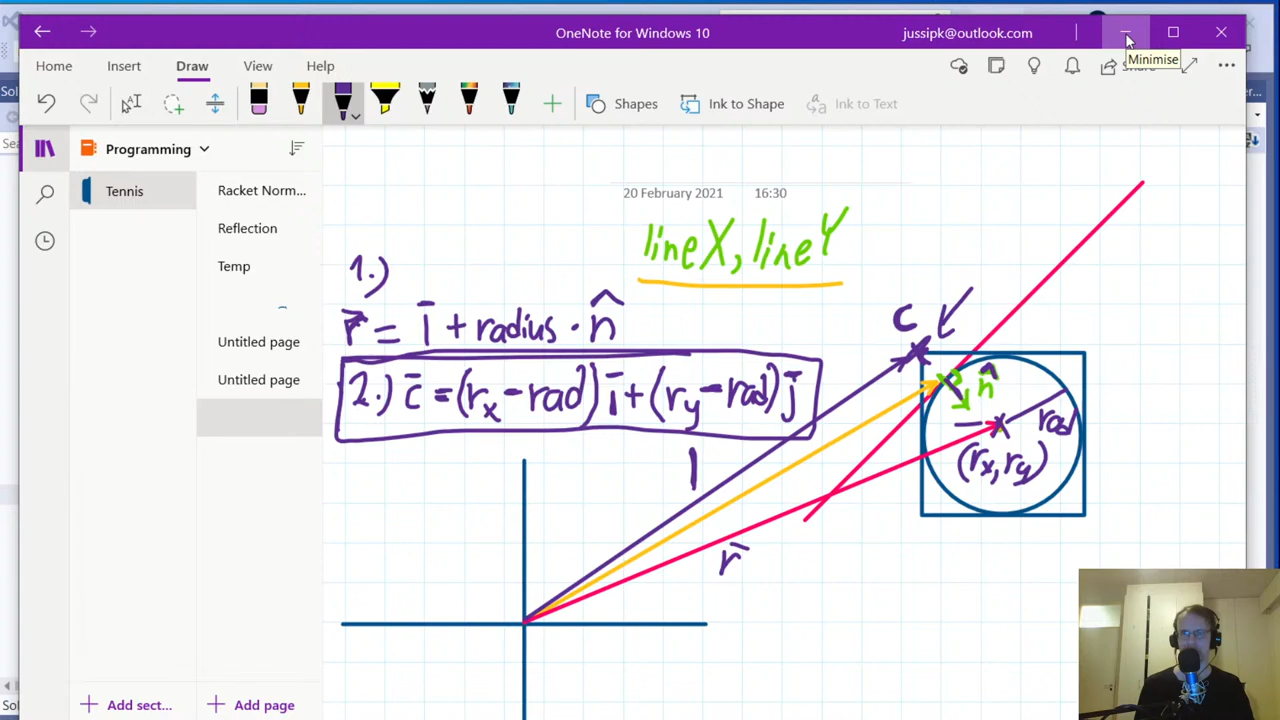 OneNote for Windows 10
jussipk@outlook.com
Minimise
Home Insert Draw View Help
Share
Shapes Ink to Shape Ink to Text
Programming
Tennis
Racket Norm...
Reflection
Temp
Untitled page
Untitled page
20 February 2021 16:30
lineX, lineY
1.)
r̄ = l̄ + radius · n̂
2.) c̄ = (rx − rad) ī + (ry − rad) j̄
c
n̂
rad
(rx, ry)
l
r̄
Add sect... Add page